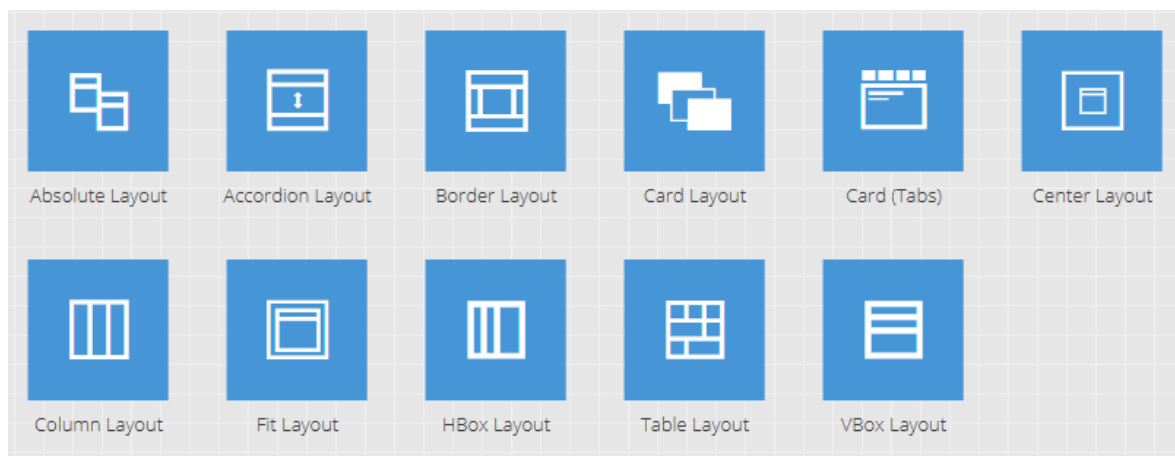 Absolute Layout
Accordion Layout
Border Layout
Card Layout
Card (Tabs)
Center Layout
Column Layout
Fit Layout
HBox Layout
Table Layout
VBox Layout